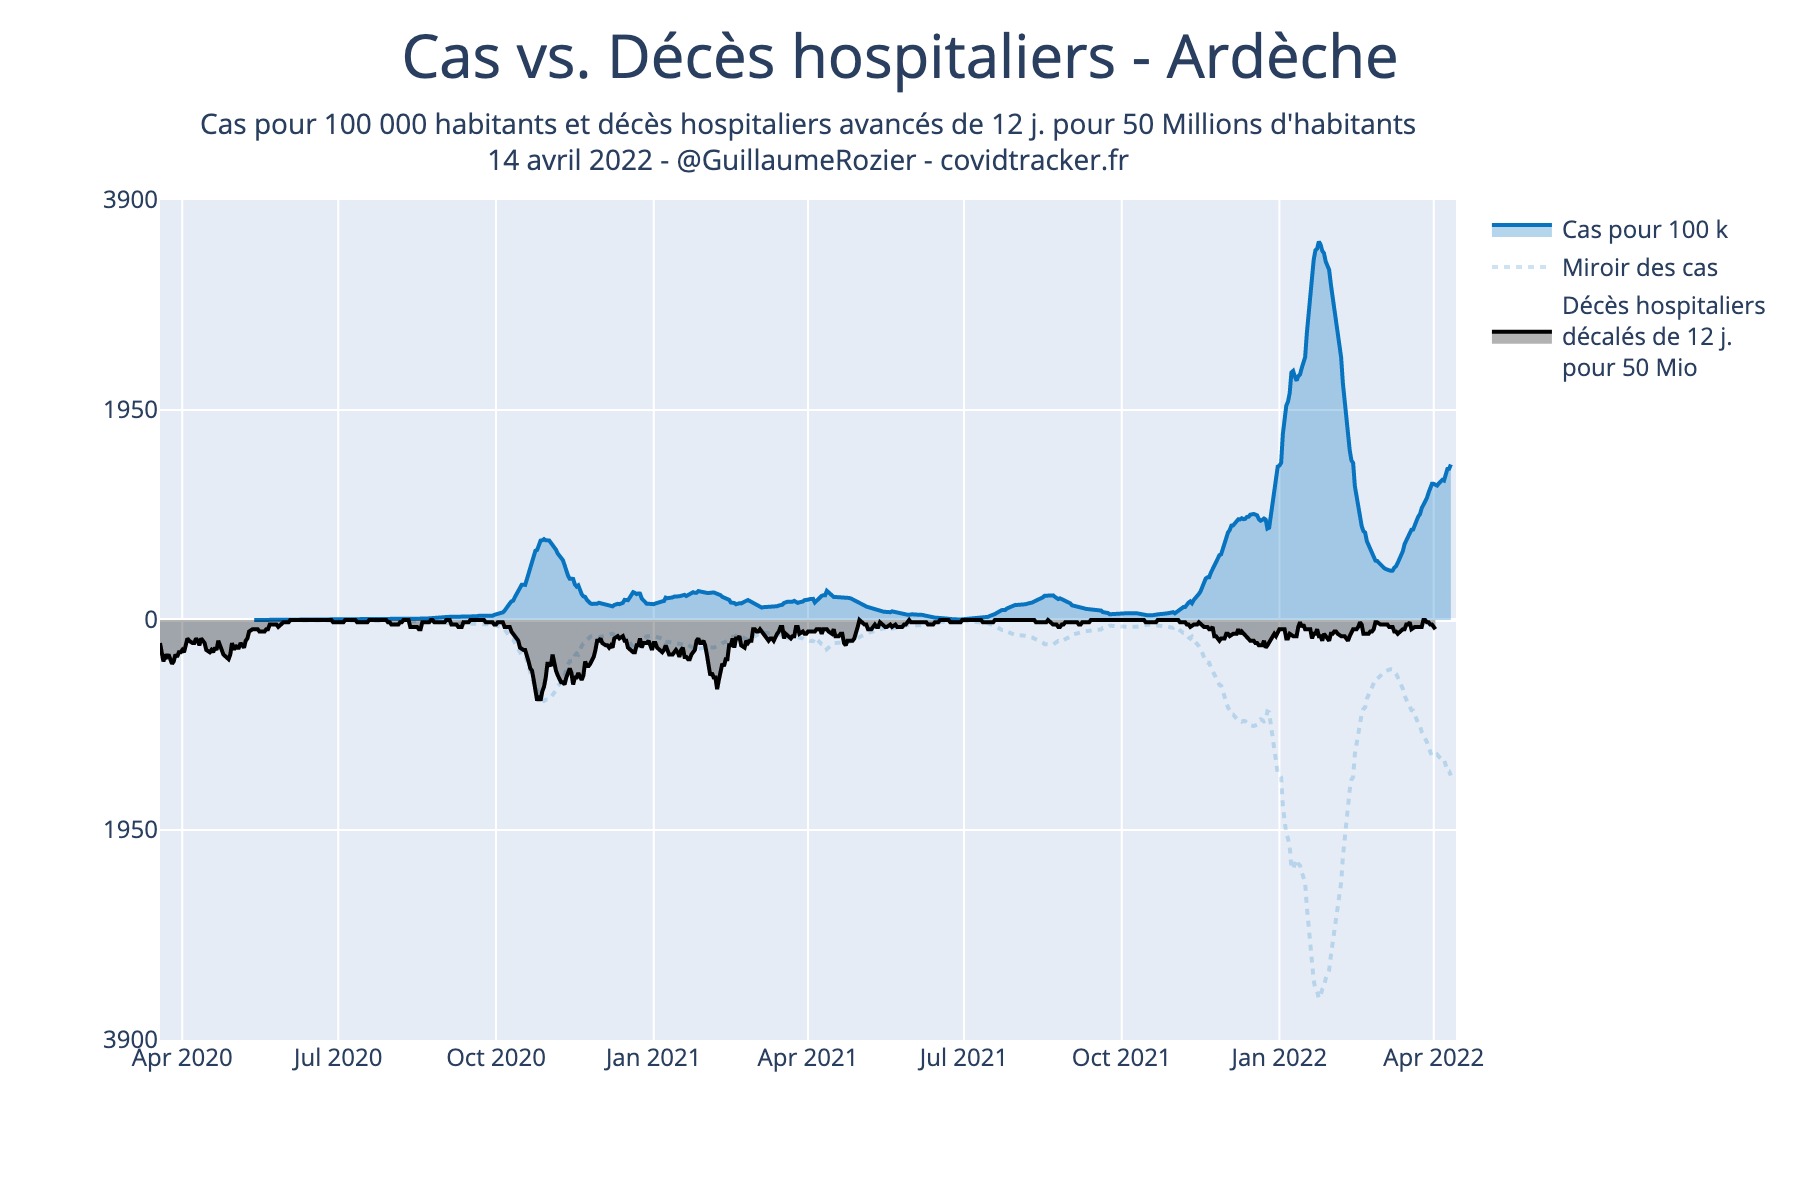 Cas vs. Décès hospitaliers - Ardèche
Cas pour 100 000 habitants et décès hospitaliers avancés de 12 j. pour 50 Millions d'habitants
14 avril 2022 - @GuillaumeRozier - covidtracker.fr
3900
1950
0
1950
3900
Apr 2020
Jul 2020
Oct 2020
Jan 2021
Apr 2021
Jul 2021
Oct 2021
Jan 2022
Apr 2022
Cas pour 100 k
Miroir des cas
Décès hospitaliers
décalés de 12 j.
pour 50 Mio